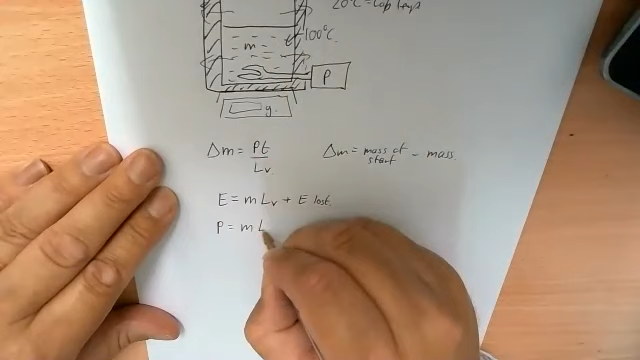 20°C = lab temp
100°C.
m
P
g
Δm = Pt / Lv
Δm = mass at start - mass.
E = m Lv + E lost.
P = m L